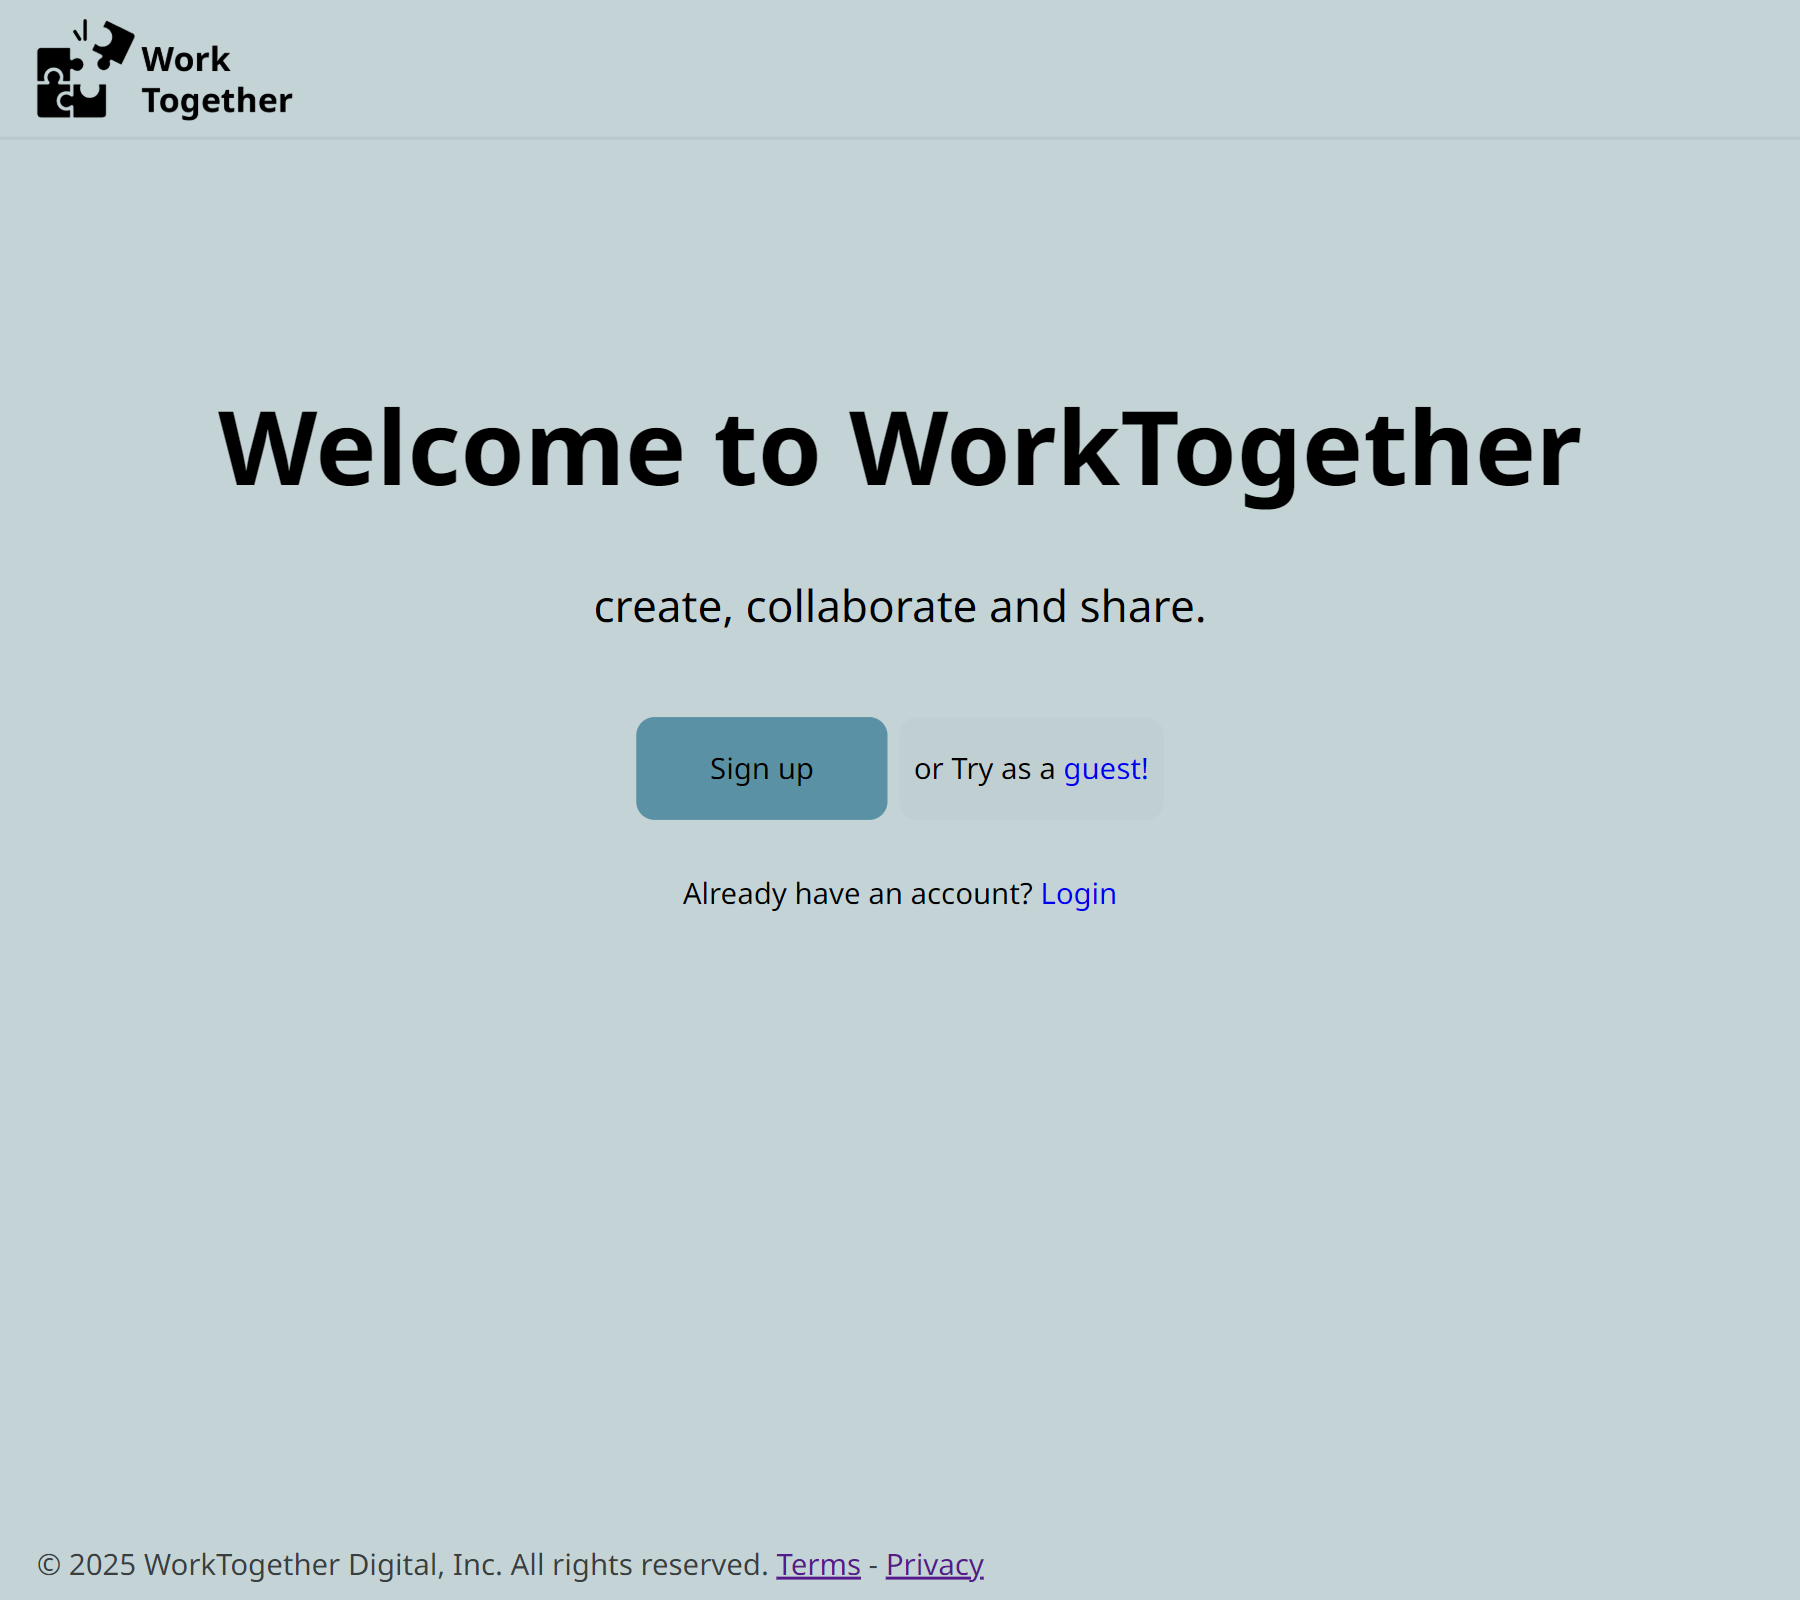 Work
Together
Welcome to WorkTogether
create, collaborate and share.
Sign up
or Try as a guest!
Already have an account? Login
© 2025 WorkTogether Digital, Inc. All rights reserved. Terms - Privacy